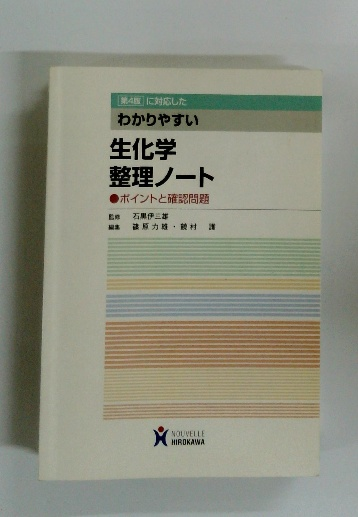 第4版 に対応した
わかりやすい
生化学
整理ノート
●ポイントと確認問題
監修 石黒伊三雄
編集 篠原力雄・饒村 護
NOUVELLE
HIROKAWA